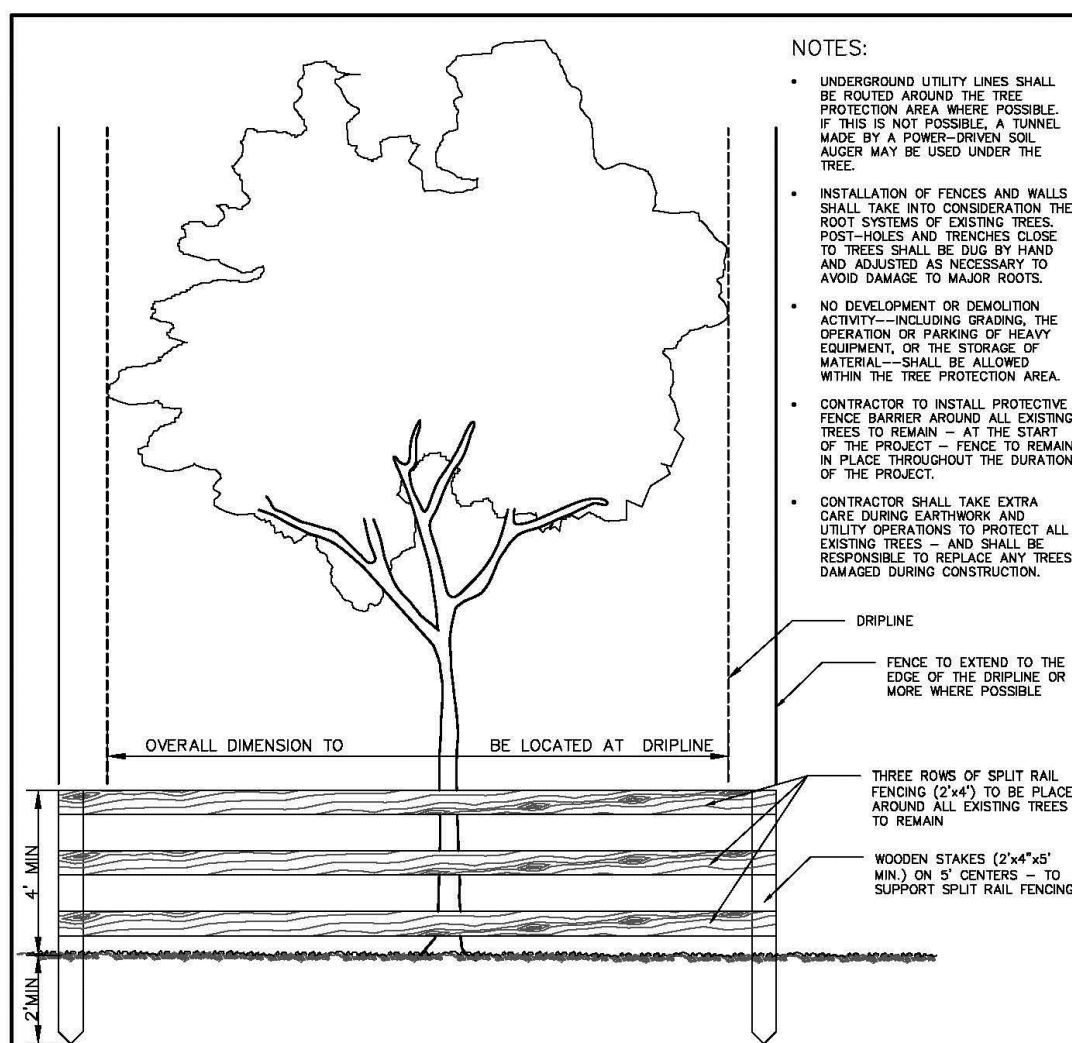 NOTES:
• UNDERGROUND UTILITY LINES SHALL
BE ROUTED AROUND THE TREE
PROTECTION AREA WHERE POSSIBLE.
IF THIS IS NOT POSSIBLE, A TUNNEL
MADE BY A POWER-DRIVEN SOIL
AUGER MAY BE USED UNDER THE
TREE.
• INSTALLATION OF FENCES AND WALLS
SHALL TAKE INTO CONSIDERATION THE
ROOT SYSTEMS OF EXISTING TREES.
POST-HOLES AND TRENCHES CLOSE
TO TREES SHALL BE DUG BY HAND
AND ADJUSTED AS NECESSARY TO
AVOID DAMAGE TO MAJOR ROOTS.
• NO DEVELOPMENT OR DEMOLITION
ACTIVITY--INCLUDING GRADING, THE
OPERATION OR PARKING OF HEAVY
EQUIPMENT, OR THE STORAGE OF
MATERIAL--SHALL BE ALLOWED
WITHIN THE TREE PROTECTION AREA.
• CONTRACTOR TO INSTALL PROTECTIVE
FENCE BARRIER AROUND ALL EXISTING
TREES TO REMAIN - AT THE START
OF THE PROJECT - FENCE TO REMAIN
IN PLACE THROUGHOUT THE DURATION
OF THE PROJECT.
• CONTRACTOR SHALL TAKE EXTRA
CARE DURING EARTHWORK AND
UTILITY OPERATIONS TO PROTECT ALL
EXISTING TREES - AND SHALL BE
RESPONSIBLE TO REPLACE ANY TREES
DAMAGED DURING CONSTRUCTION.
DRIPLINE
FENCE TO EXTEND TO THE
EDGE OF THE DRIPLINE OR
MORE WHERE POSSIBLE
OVERALL DIMENSION TO BE LOCATED AT DRIPLINE
THREE ROWS OF SPLIT RAIL
FENCING (2'x4') TO BE PLACE
AROUND ALL EXISTING TREES
TO REMAIN
WOODEN STAKES (2'x4"x5'
MIN.) ON 5' CENTERS - TO
SUPPORT SPLIT RAIL FENCING
4' MIN
2'MIN